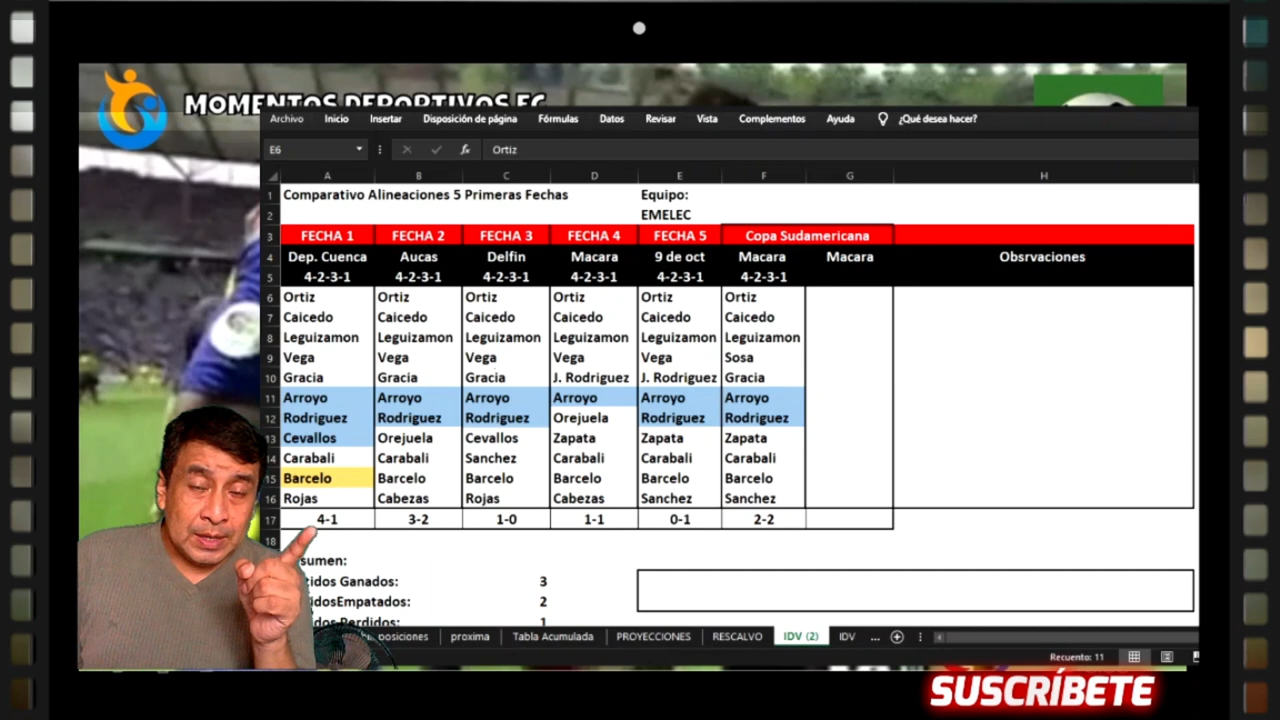 MOMENTOS DEPORTIVOS EC
Archivo Inicio Insertar Disposición de página Fórmulas Datos Revisar Vista Complementos Ayuda ¿Qué desea hacer?
E6 fx Ortiz
A B C D E F G H
1 Comparativo Alineaciones 5 Primeras Fechas Equipo:
2 EMELEC
3 FECHA 1 FECHA 2 FECHA 3 FECHA 4 FECHA 5 Copa Sudamericana
4 Dep. Cuenca Aucas Delfin Macara 9 de oct Macara Macara Obsrvaciones
5 4-2-3-1 4-2-3-1 4-2-3-1 4-2-3-1 4-2-3-1 4-2-3-1
6 Ortiz Ortiz Ortiz Ortiz Ortiz Ortiz
7 Caicedo Caicedo Caicedo Caicedo Caicedo Caicedo
8 Leguizamon Leguizamon Leguizamon Leguizamon Leguizamon Leguizamon
9 Vega Vega Vega Vega Vega Sosa
10 Gracia Gracia Gracia J. Rodriguez J. Rodriguez Gracia
11 Arroyo Arroyo Arroyo Arroyo Arroyo Arroyo
12 Rodriguez Rodriguez Rodriguez Orejuela Rodriguez Rodriguez
13 Cevallos Orejuela Cevallos Zapata Zapata Zapata
14 Carabali Carabali Sanchez Carabali Carabali Carabali
15 Barcelo Barcelo Barcelo Barcelo Barcelo Barcelo
16 Rojas Cabezas Rojas Cabezas Sanchez Sanchez
17 4-1 3-2 1-0 1-1 0-1 2-2
18
sumen:
idos Ganados: 3
idosEmpatados: 2
idos Perdidos: 1
posiciones proxima Tabla Acumulada PROYECCIONES RESCALVO IDV (2) IDV ...
Recuento: 11
SUSCRÍBETE